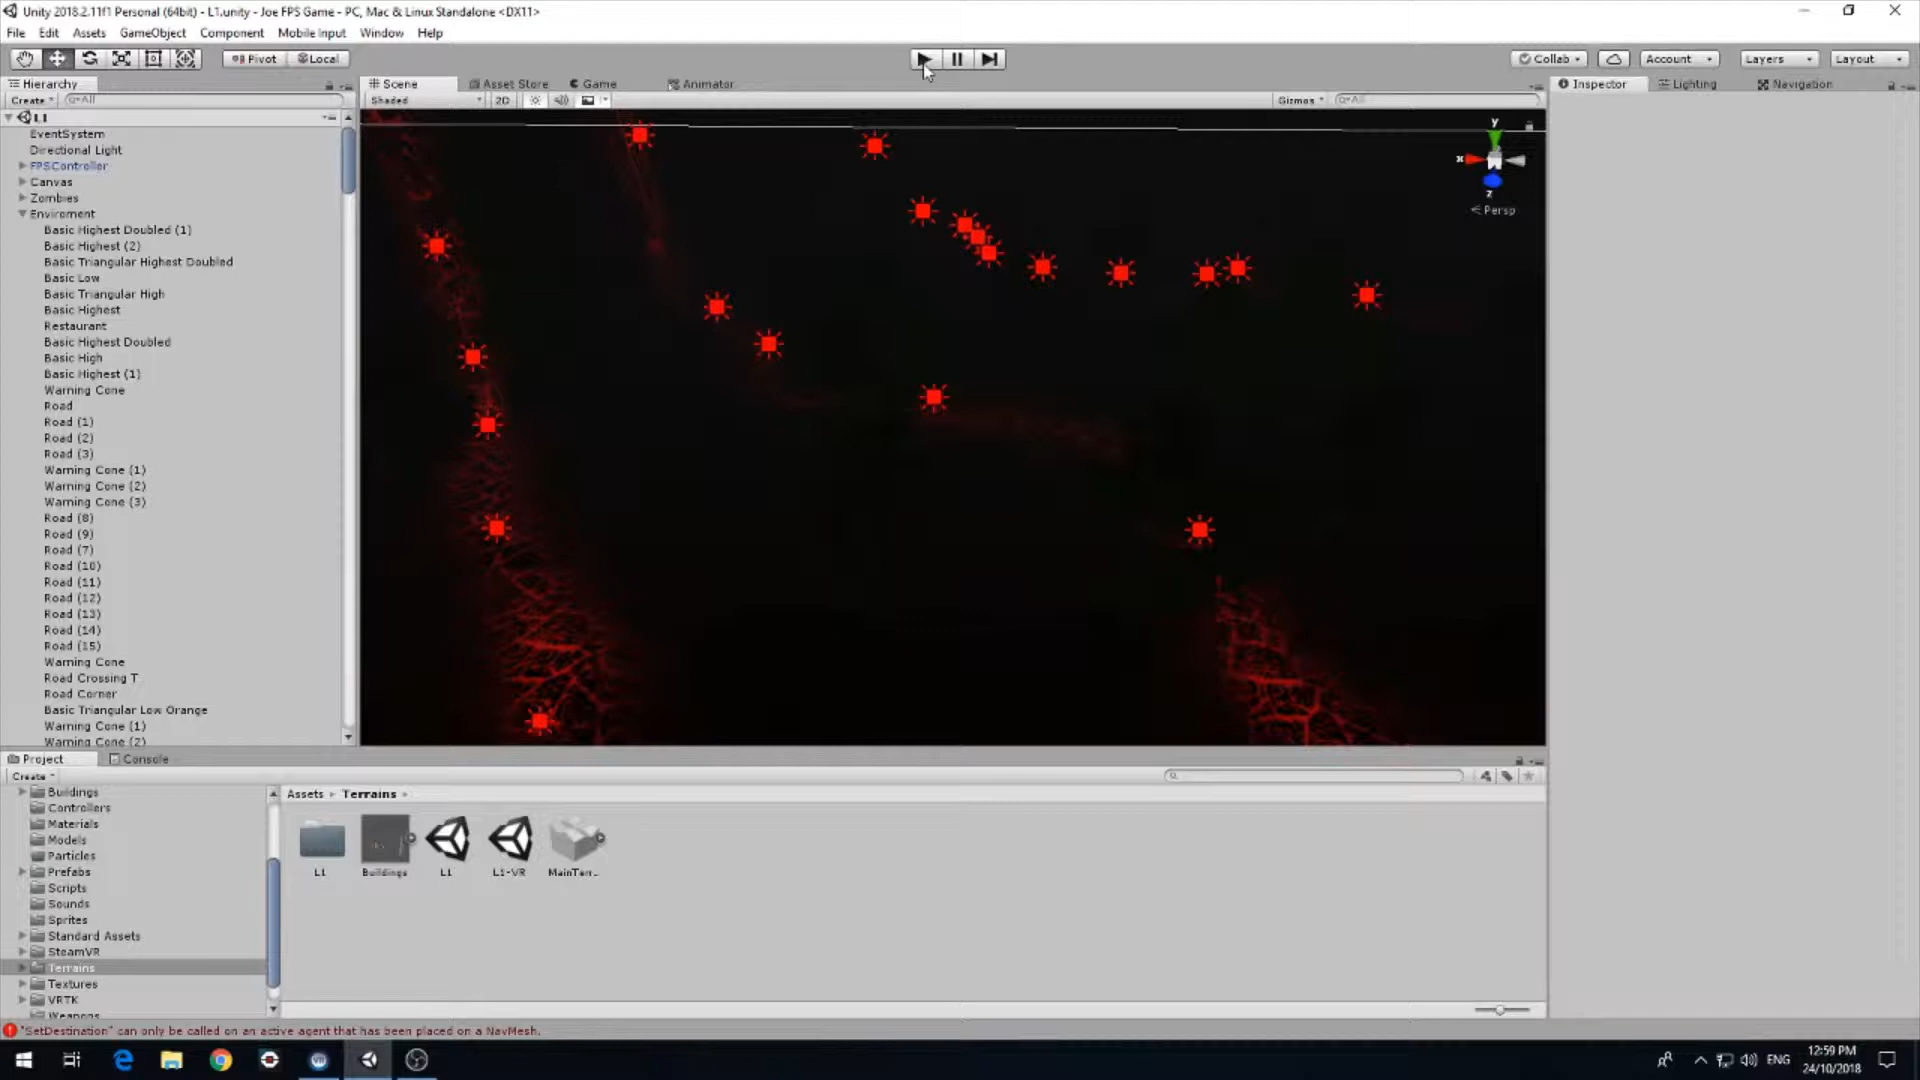 Unity 2018.2.11f1 Personal (64bit) - L1.unity - Joe FPS Game - PC, Mac & Linux Standalone <DX11>
File Edit Assets GameObject Component Mobile Input Window Help
Pivot Local Collab Account Layers Layout
Hierarchy Scene Asset Store Game Animator Inspector Lighting Navigation
Create All Shaded 2D Gizmos All
L1
EventSystem
Directional Light
FPSController
Canvas
Zombies
Enviroment
Basic Highest Doubled (1)
Basic Highest (2)
Basic Triangular Highest Doubled
Basic Low
Basic Triangular High
Basic Highest
Restaurant
Basic Highest Doubled
Basic High
Basic Highest (1)
Warning Cone
Road
Road (1)
Road (2)
Road (3)
Warning Cone (1)
Warning Cone (2)
Warning Cone (3)
Road (8)
Road (9)
Road (7)
Road (10)
Road (11)
Road (12)
Road (13)
Road (14)
Road (15)
Warning Cone
Road Crossing T
Road Corner
Basic Triangular Low Orange
Warning Cone (1)
Warning Cone (2)
y
x
z
Persp
Project Console
Create
Buildings
Controllers
Materials
Models
Particles
Prefabs
Scripts
Sounds
Sprites
Standard Assets
SteamVR
Terrains
Textures
VRTK
Weapons
Assets Terrains
L1 Buildings L1 L1-VR MainTerr...
"SetDestination" can only be called on an active agent that has been placed on a NavMesh.
ENG
12:59 PM
24/10/2018